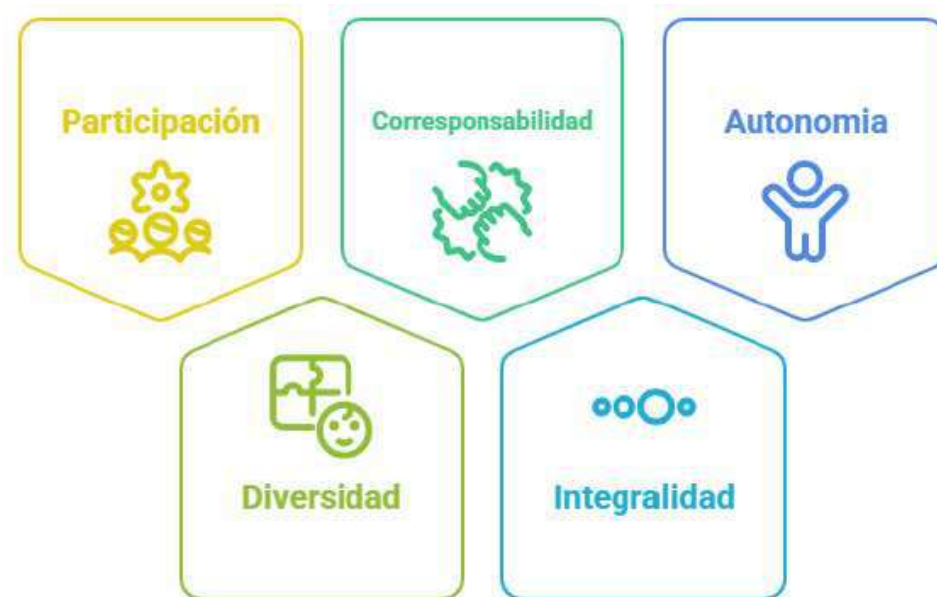 Participación
Corresponsabilidad
Autonomia
Diversidad
Integralidad